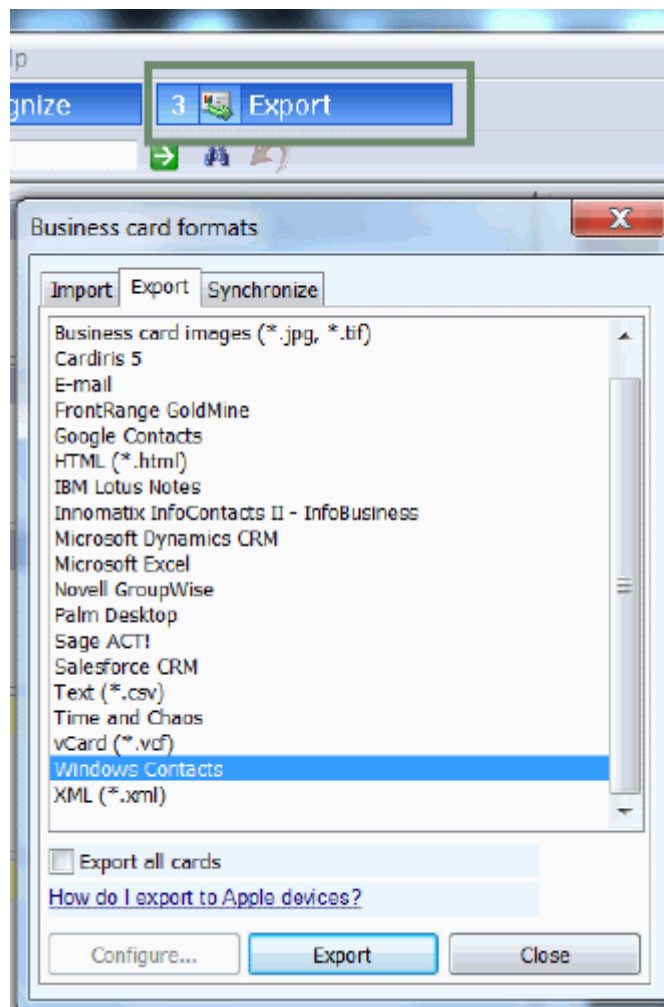 lp
gnize 3 Export
Business card formats
Import Export Synchronize
Business card images (*.jpg, *.tif)
Cardiris 5
E-mail
FrontRange GoldMine
Google Contacts
HTML (*.html)
IBM Lotus Notes
Innomatix InfoContacts II - InfoBusiness
Microsoft Dynamics CRM
Microsoft Excel
Novell GroupWise
Palm Desktop
Sage ACT!
Salesforce CRM
Text (*.csv)
Time and Chaos
vCard (*.vcf)
Windows Contacts
XML (*.xml)
Export all cards
How do I export to Apple devices?
Configure... Export Close